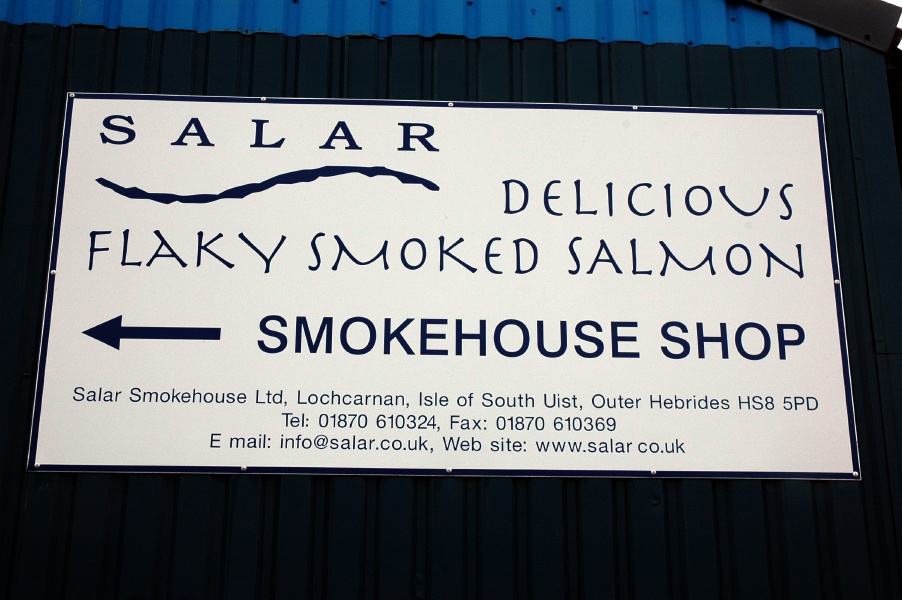 SALAR
DELICIOUS
FLAKY SMOKED SALMON
SMOKEHOUSE SHOP
Salar Smokehouse Ltd, Lochcarnan, Isle of South Uist, Outer Hebrides HS8 5PD
Tel: 01870 610324, Fax: 01870 610369
E mail: info@salar.co.uk, Web site: www.salar.co.uk